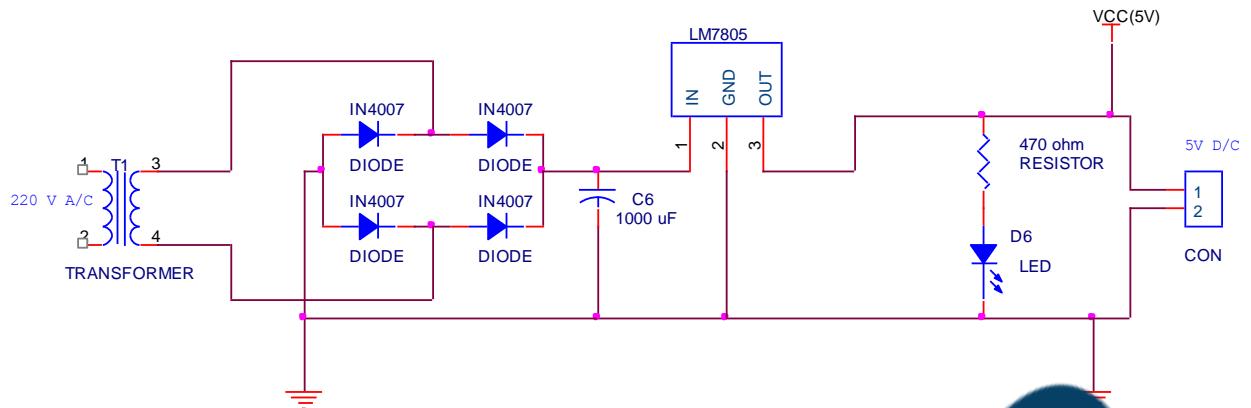 VCC(5V)
LM7805
IN
GND
OUT
1
2
3
IN4007
IN4007
DIODE
DIODE
470 ohm
RESISTOR
5V D/C
1
T1
3
220 V A/C
2
4
TRANSFORMER
IN4007
IN4007
DIODE
DIODE
C6
1000 uF
D6
LED
1
2
CON